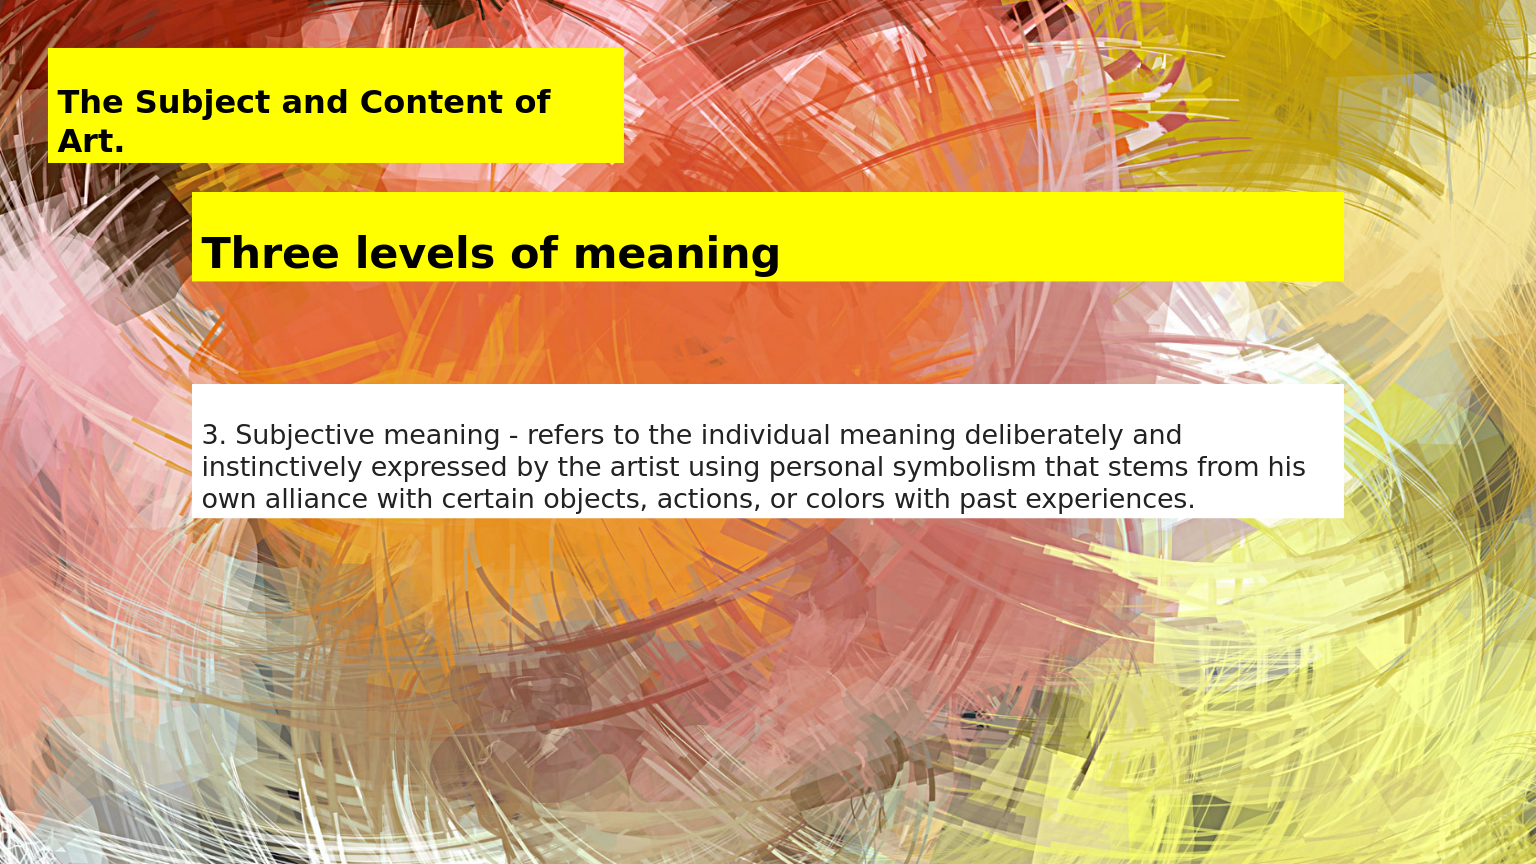 The Subject and Content of
Art.
Three levels of meaning
3. Subjective meaning - refers to the individual meaning deliberately and
instinctively expressed by the artist using personal symbolism that stems from his
own alliance with certain objects, actions, or colors with past experiences.